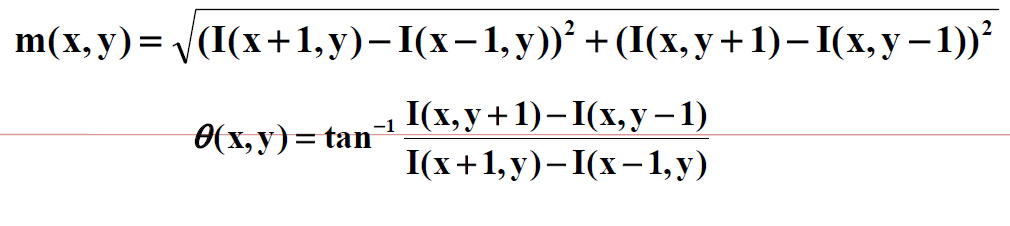 m(x,y)=√(I(x+1,y)−I(x−1,y))²+(I(x,y+1)−I(x,y−1))²
θ(x,y)=tan⁻¹ I(x,y+1)−I(x,y−1)
I(x+1,y)−I(x−1,y)